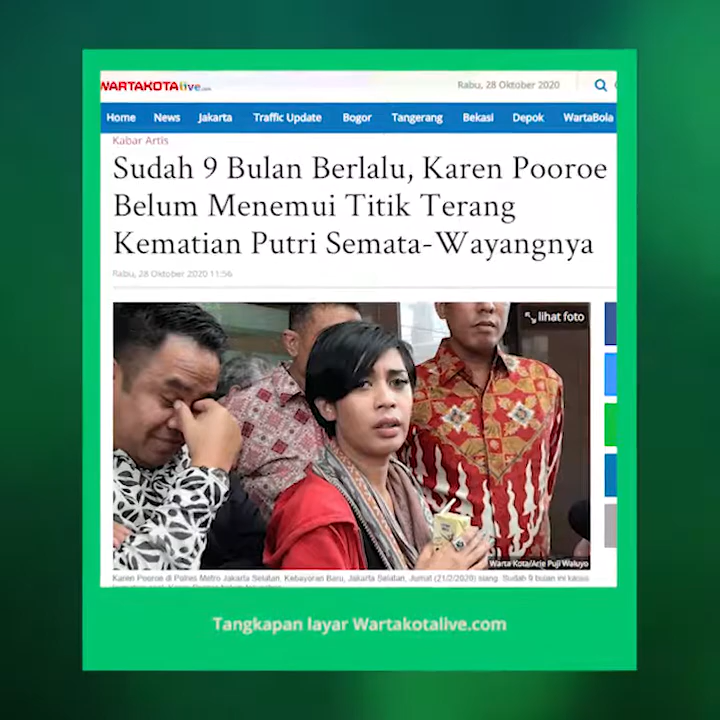 WARTAKOTAlive.com
Rabu, 28 Oktober 2020
Home News Jakarta Traffic Update Bogor Tangerang Bekasi Depok WartaBola
Kabar Artis
Sudah 9 Bulan Berlalu, Karen Pooroe
Belum Menemui Titik Terang
Kematian Putri Semata-Wayangnya
Rabu, 28 Oktober 2020 11:56
lihat foto
Warta Kota/Arie Puji Waluyo
Karen Pooroe di Polres Metro Jakarta Selatan, Kebayoran Baru, Jakarta Selatan, Jumat (21/2/2020) siang. Sudah 9 bulan ini kasus
Tangkapan layar Wartakotalive.com